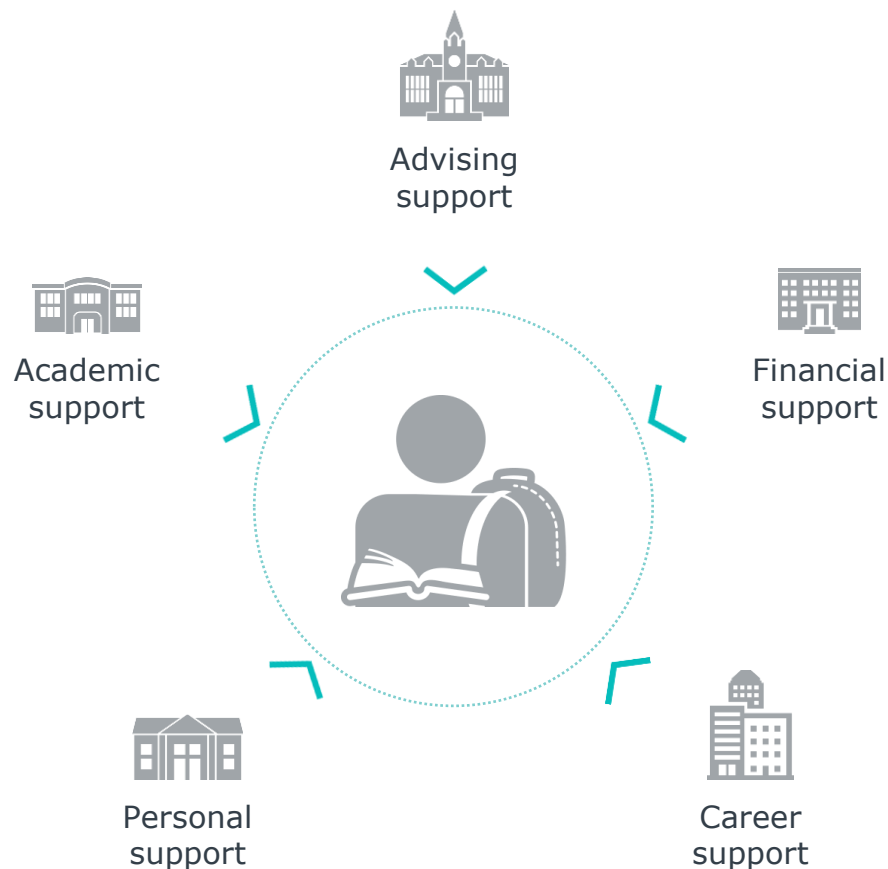 Advising
support
Academic
support
Financial
support
Personal
support
Career
support